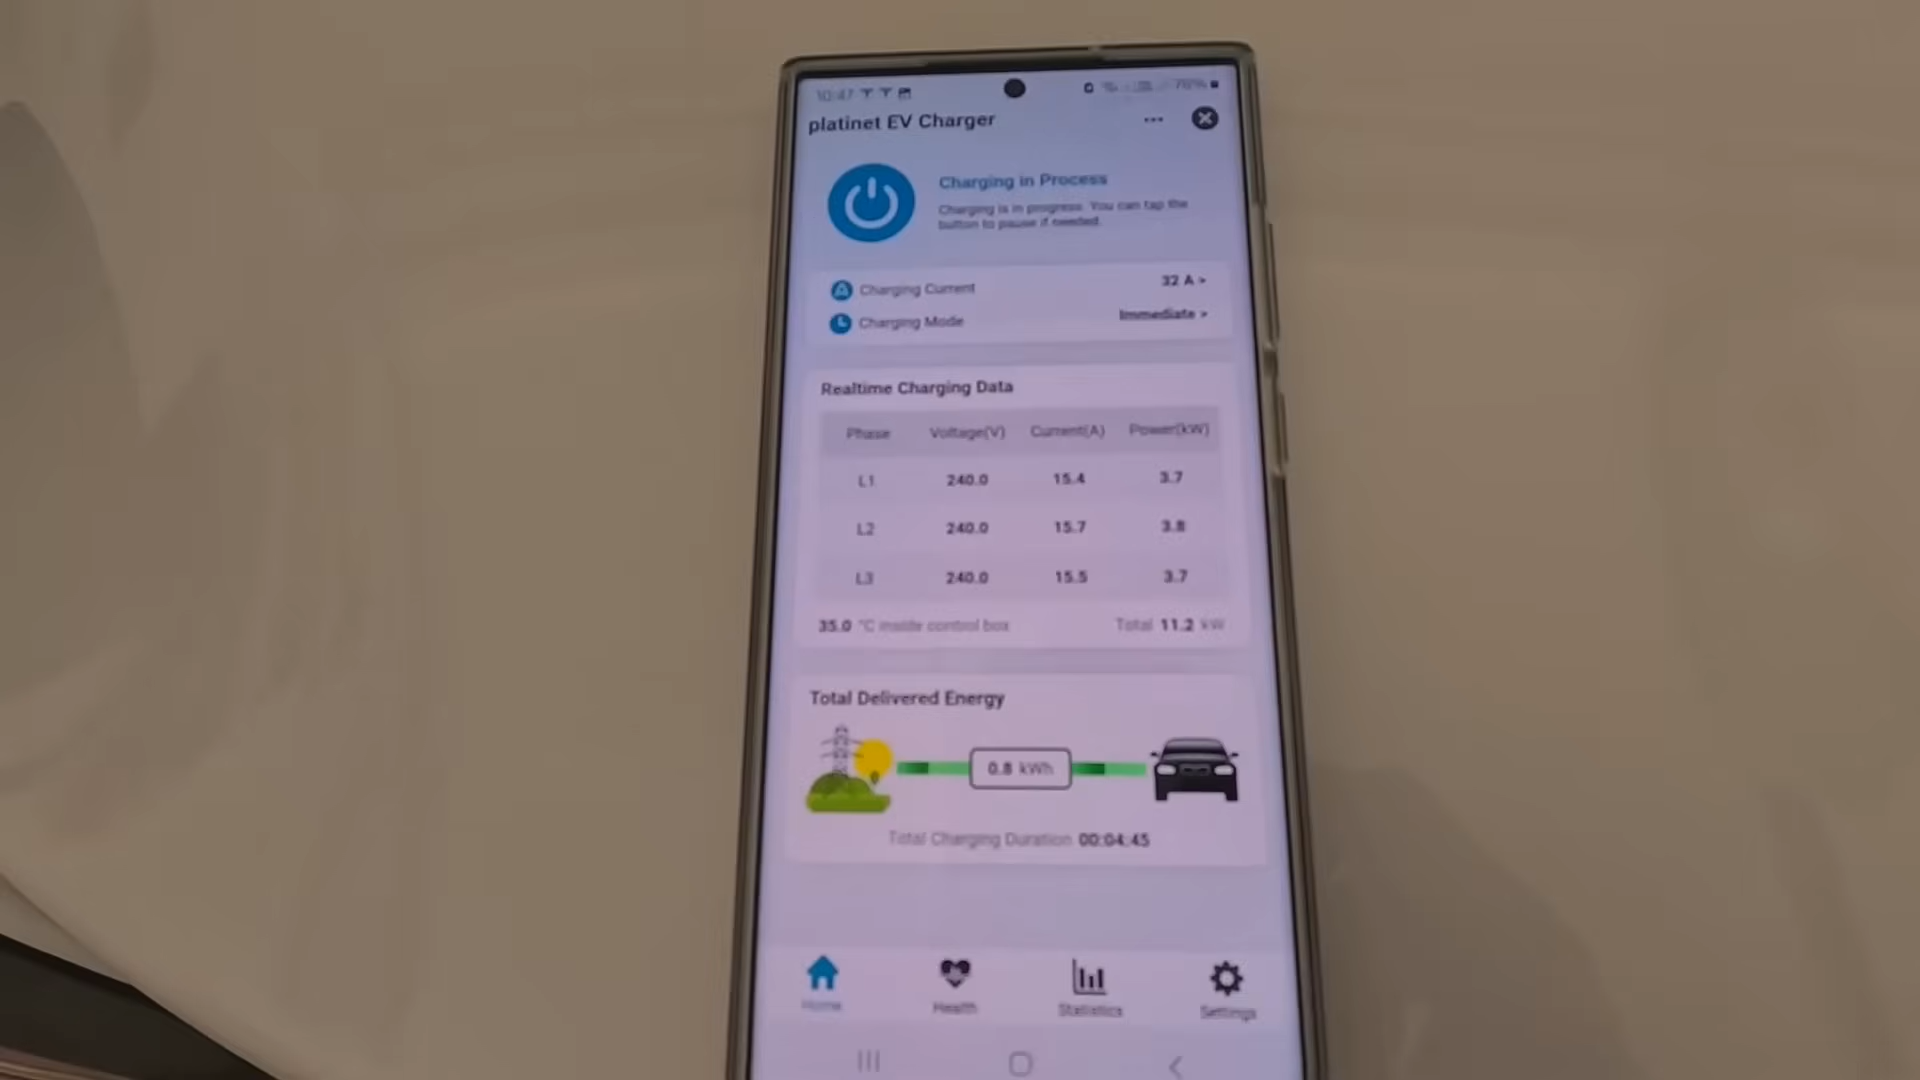 10:47
78%
platinet EV Charger
Charging in Process
Charging is in progress. You can tap the
button to pause if needed.
Charging Current 32 A >
Charging Mode Immediate >
Realtime Charging Data
Phase Voltage(V) Current(A) Power(kW)
L1 240.0 15.4 3.7
L2 240.0 15.7 3.8
L3 240.0 15.5 3.7
35.0 °C inside control box Total 11.2 kW
Total Delivered Energy
0.8 kWh
Total Charging Duration 00:04:45
Home Health Statistics Settings